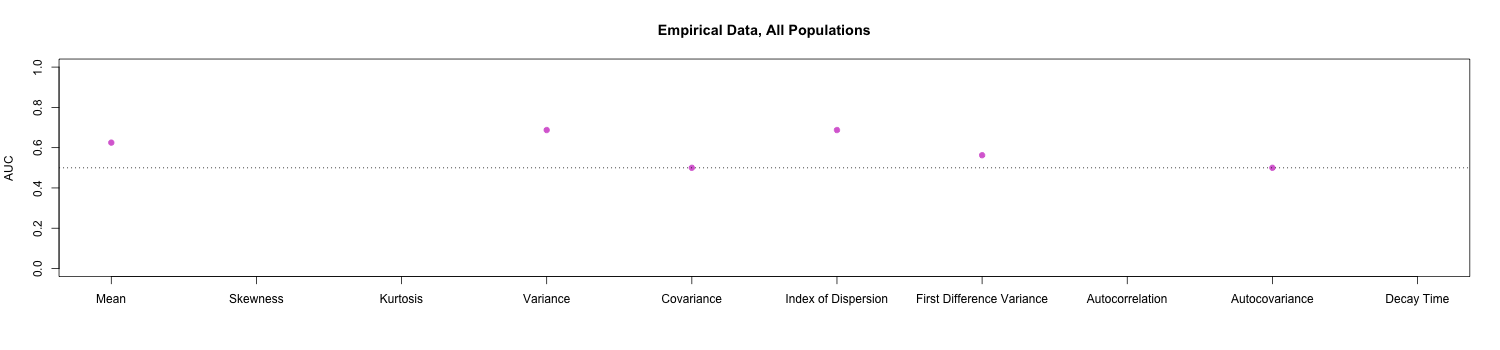 Empirical Data, All Populations
AUC
1.0
0.8
0.6
0.4
0.2
0.0
Mean Skewness Kurtosis Variance Covariance Index of Dispersion First Difference Variance Autocorrelation Autocovariance Decay Time